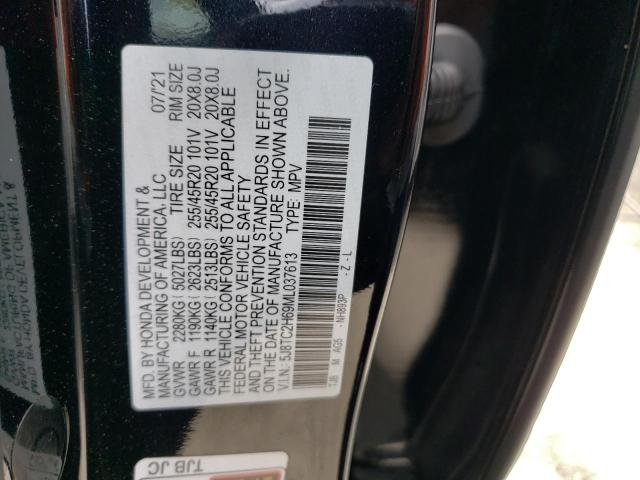 MFD. BY HONDA DEVELOPMENT & 07/21
MANUFACTURING OF AMERICA, LLC
GVWR 2280KG (5027LBS) TIRE SIZE RIM SIZE
GAWR F 1190KG (2623LBS) 255/45R20 101V 20X8.0J
GAWR R 1140KG (2513LBS) 255/45R20 101V 20X8.0J
THIS VEHICLE CONFORMS TO ALL APPLICABLE
FEDERAL MOTOR VEHICLE SAFETY
AND THEFT PREVENTION STANDARDS IN EFFECT
ON THE DATE OF MANUFACTURE SHOWN ABOVE.
V.I.N.: 5J8TC2H69ML037613 TYPE: MPV
TJB M AG5 -NH893P -Z-L
TJB JC